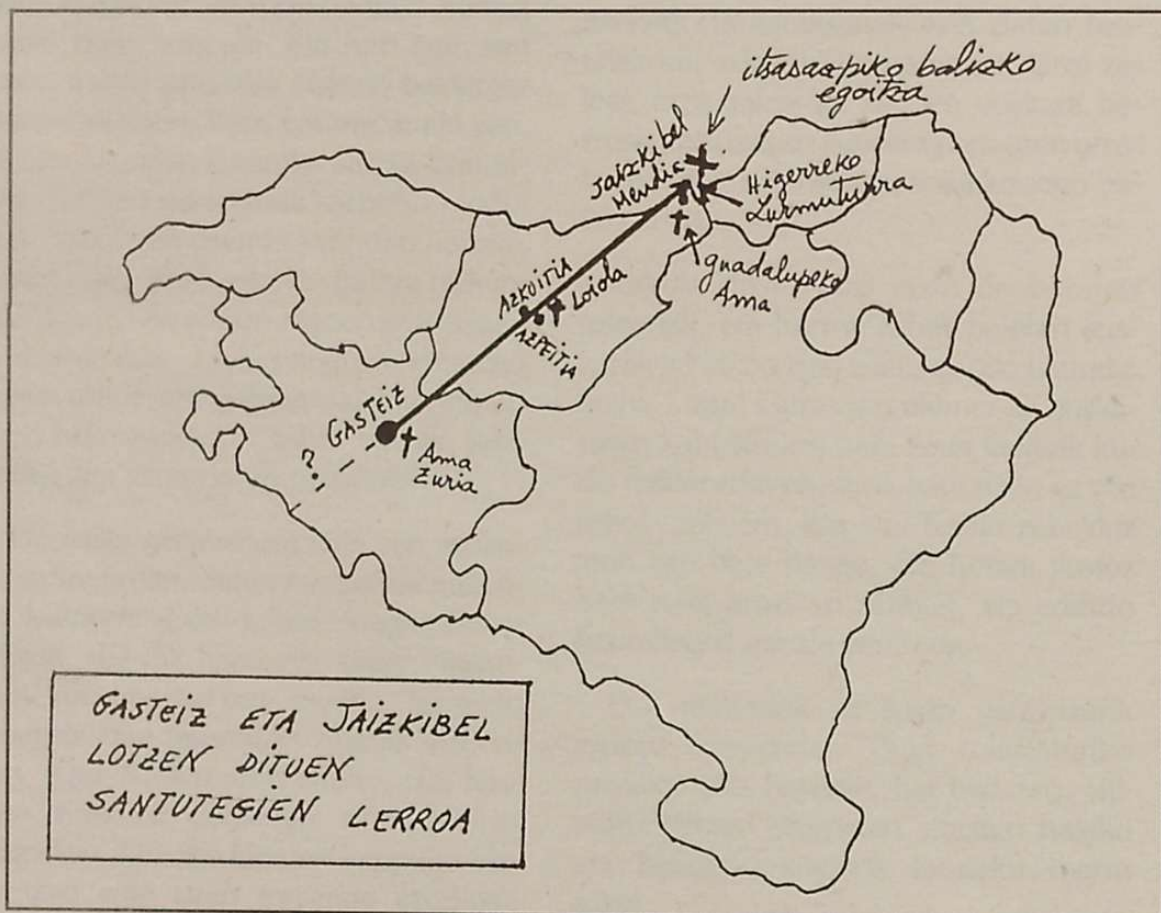 itsasazpiko balizko
egoitza
Jaizkibel
Mendia
Higerreko
Lurmuturra
guadalupeko
Ama
AZKUITIA
Loiola
AZPEITIA
GASTEIZ
Ama
Zuria
?
GASTEIZ ETA JAIZKIBEL
LOTZEN DITUEN
SANTUTEGIEN LERROA